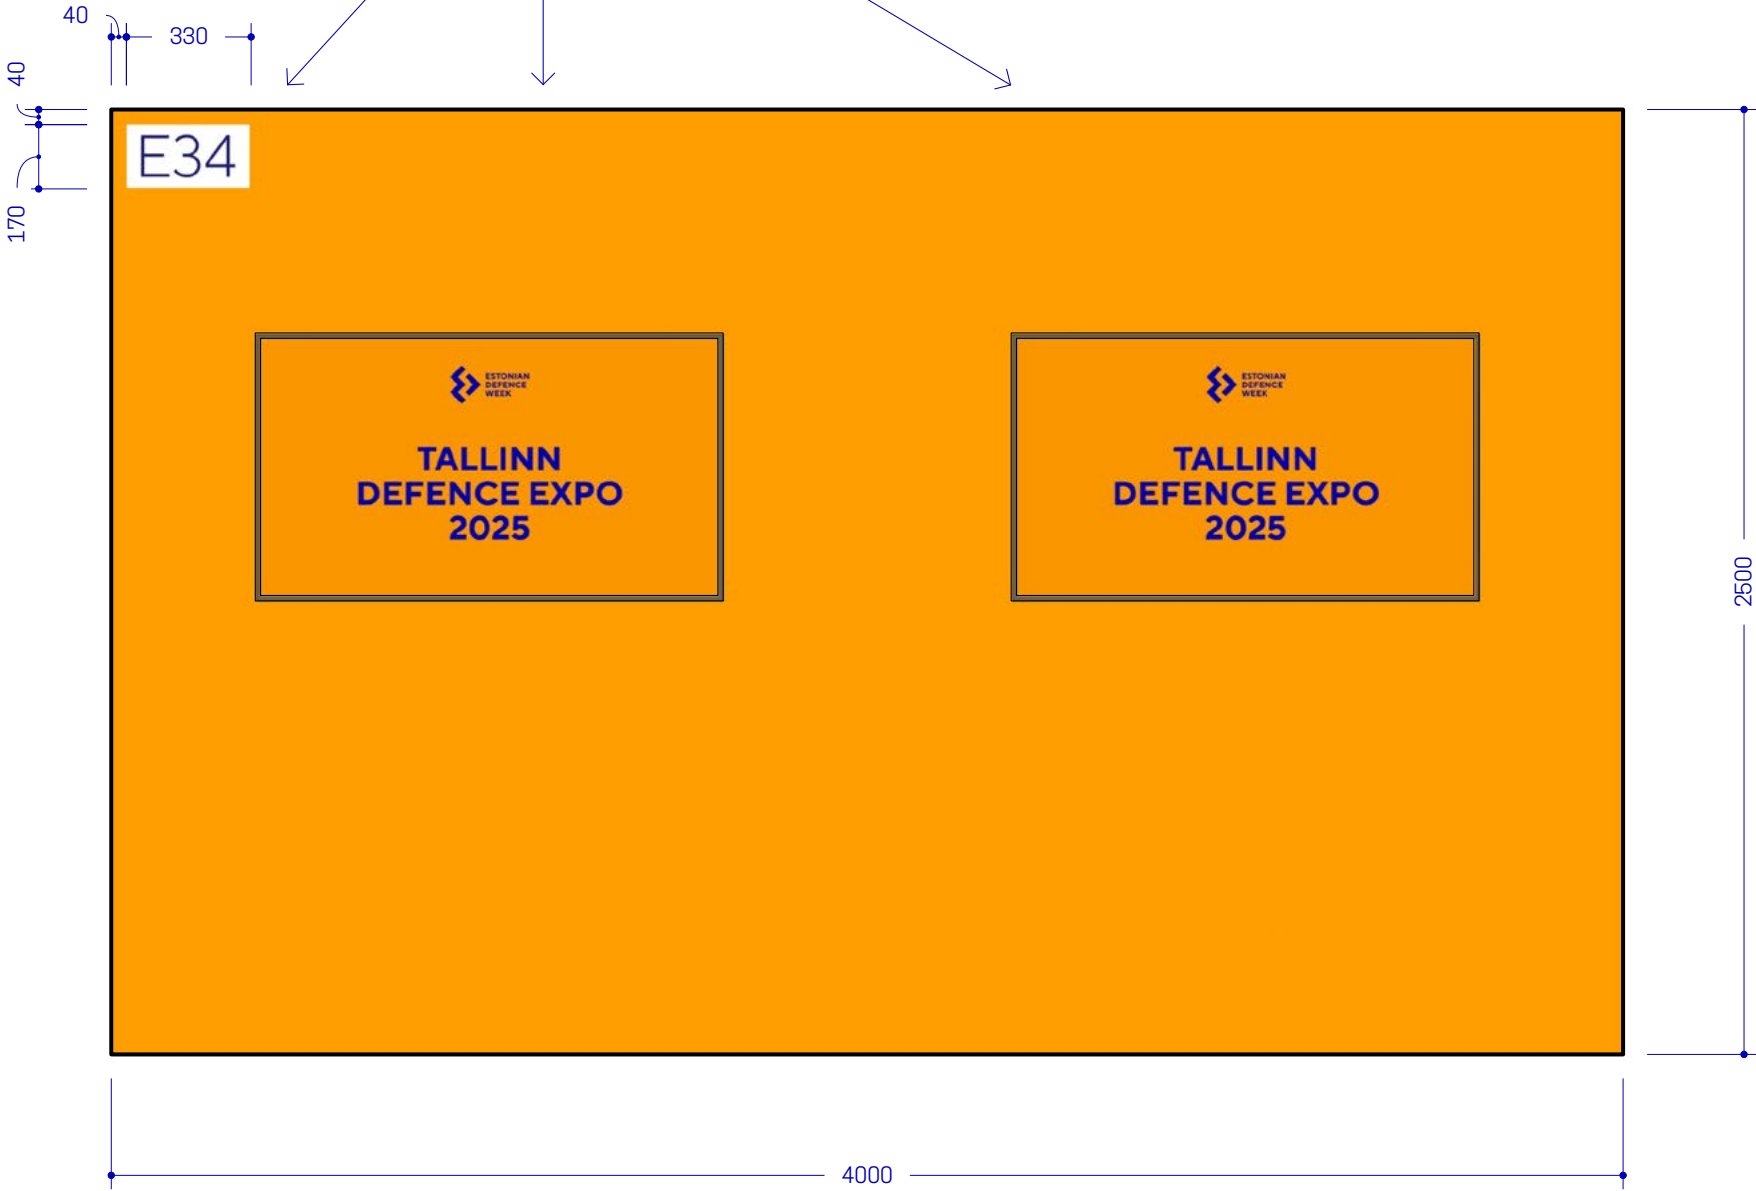 40
330
40
170
E34
ESTONIAN
DEFENCE
WEEK
TALLINN
DEFENCE EXPO
2025
ESTONIAN
DEFENCE
WEEK
TALLINN
DEFENCE EXPO
2025
2500
4000